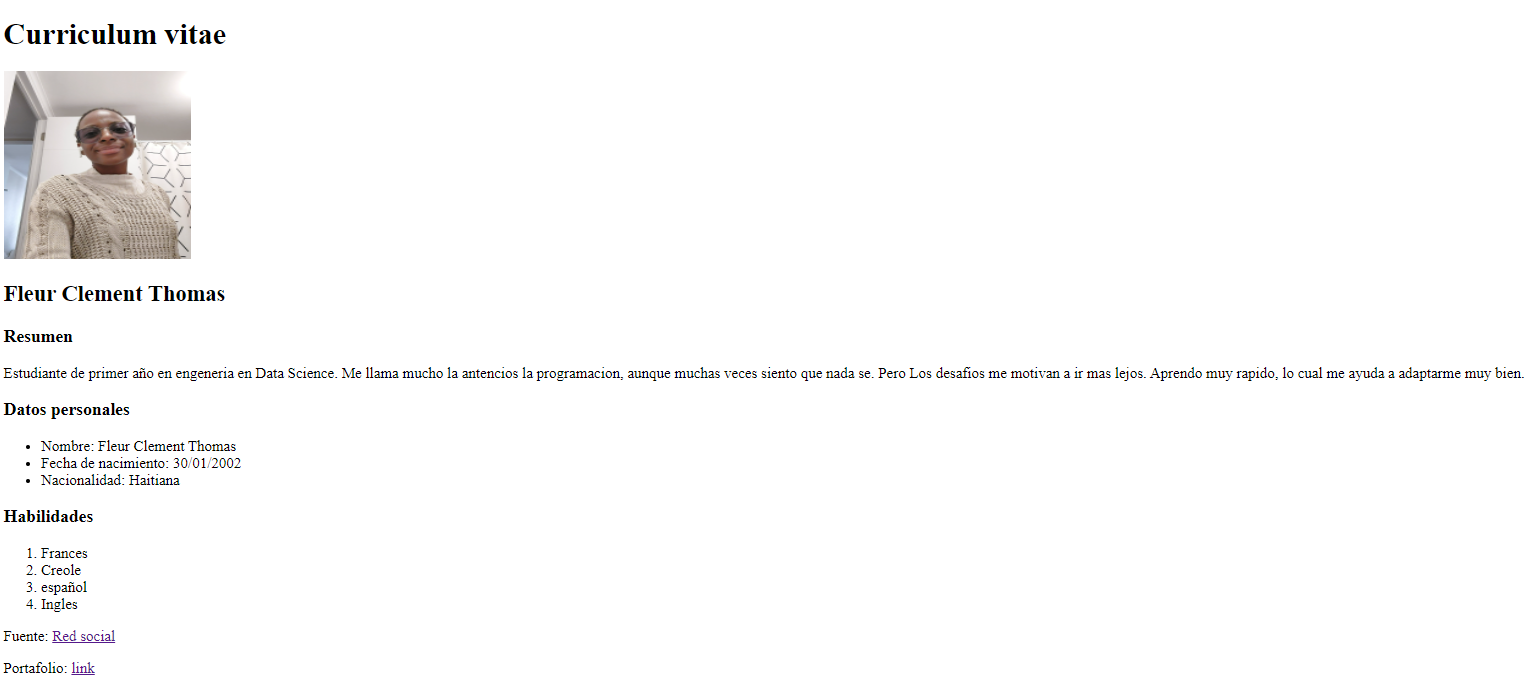 Curriculum vitae
Fleur Clement Thomas
Resumen
Estudiante de primer año en engeneria en Data Science. Me llama mucho la antencios la programacion, aunque muchas veces siento que nada se. Pero Los desafios me motivan a ir mas lejos. Aprendo muy rapido, lo cual me ayuda a adaptarme muy bien.
Datos personales
• Nombre: Fleur Clement Thomas
• Fecha de nacimiento: 30/01/2002
• Nacionalidad: Haitiana
Habilidades
1. Frances
2. Creole
3. español
4. Ingles
Fuente: Red social
Portafolio: link